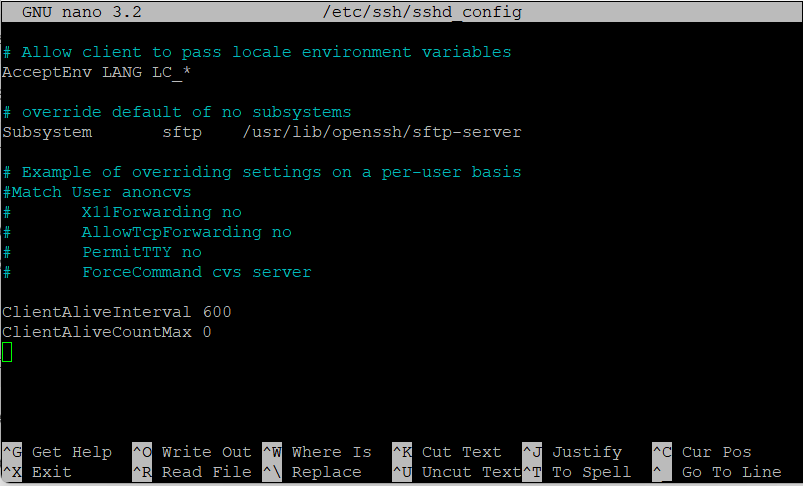 GNU nano 3.2 /etc/ssh/sshd_config
# Allow client to pass locale environment variables
AcceptEnv LANG LC_*
# override default of no subsystems
Subsystem sftp /usr/lib/openssh/sftp-server
# Example of overriding settings on a per-user basis
#Match User anoncvs
# X11Forwarding no
# AllowTcpForwarding no
# PermitTTY no
# ForceCommand cvs server
ClientAliveInterval 600
ClientAliveCountMax 0
^G Get Help ^O Write Out ^W Where Is ^K Cut Text ^J Justify ^C Cur Pos
^X Exit ^R Read File ^\ Replace ^U Uncut Text ^T To Spell ^_ Go To Line